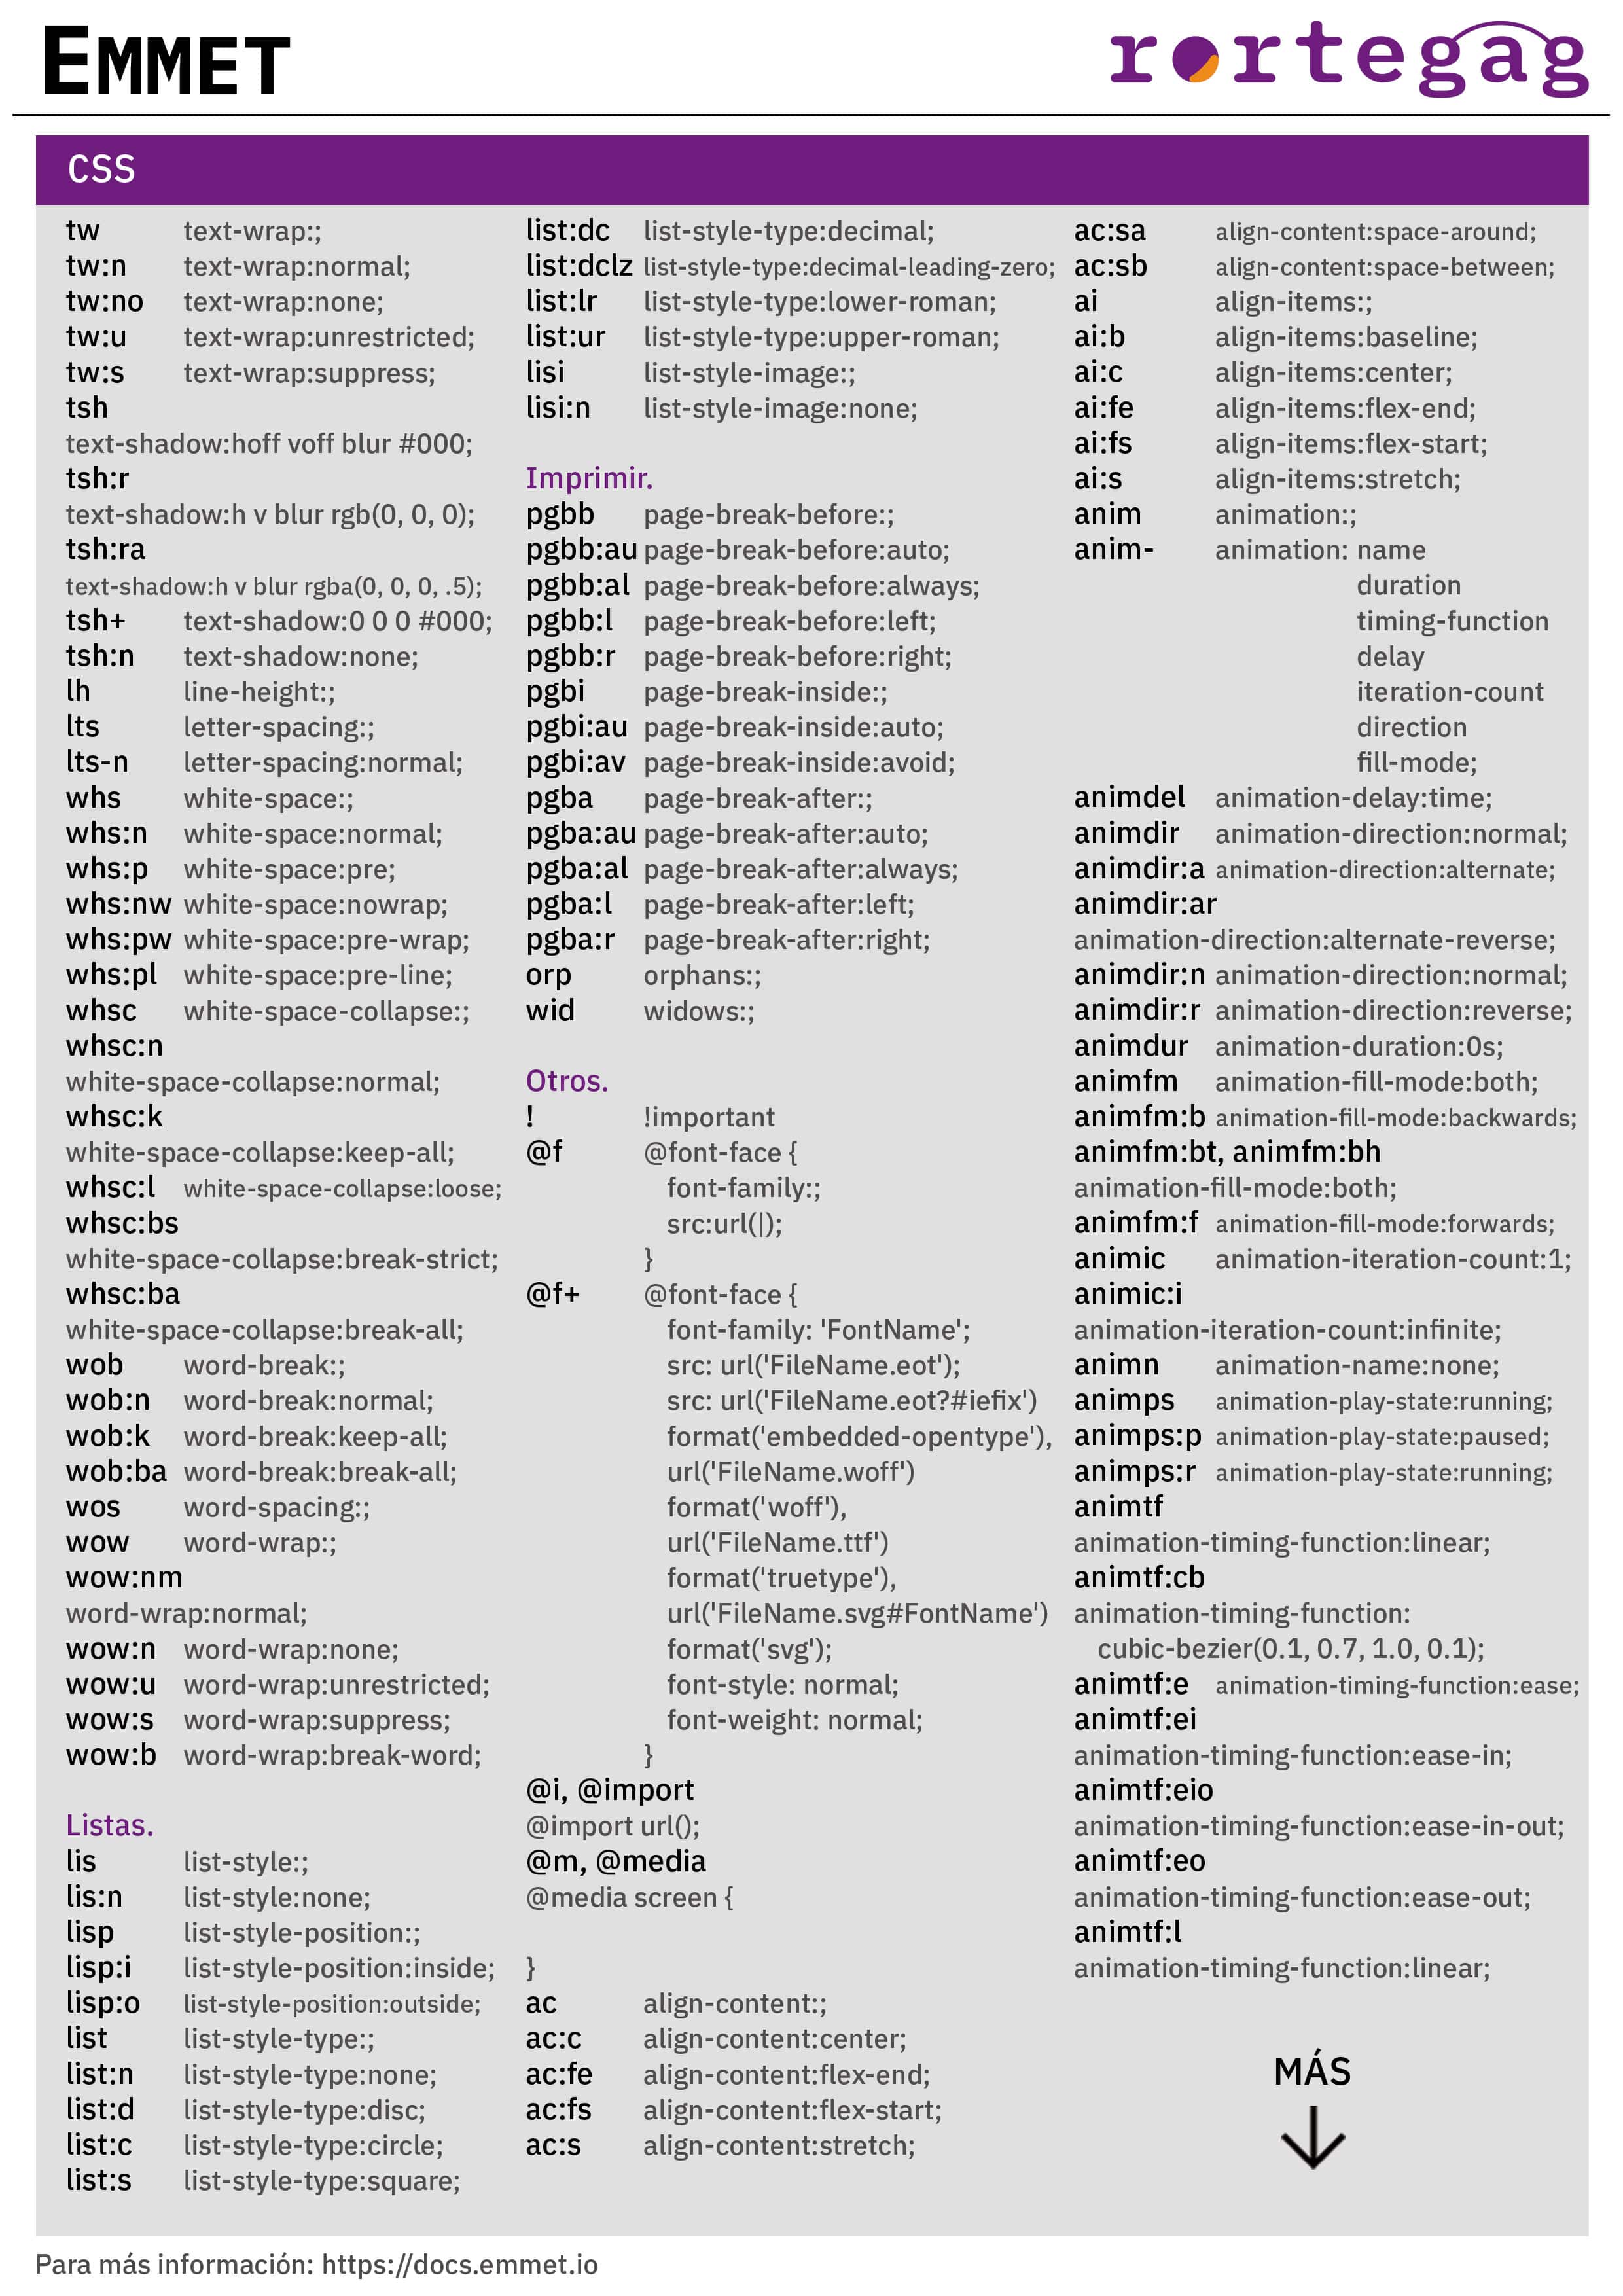 EMMET
rortegag
CSS
tw text-wrap:;
tw:n text-wrap:normal;
tw:no text-wrap:none;
tw:u text-wrap:unrestricted;
tw:s text-wrap:suppress;
tsh
text-shadow:hoff voff blur #000;
tsh:r
text-shadow:h v blur rgb(0, 0, 0);
tsh:ra
text-shadow:h v blur rgba(0, 0, 0, .5);
tsh+ text-shadow:0 0 0 #000;
tsh:n text-shadow:none;
lh line-height:;
lts letter-spacing:;
lts-n letter-spacing:normal;
whs white-space:;
whs:n white-space:normal;
whs:p white-space:pre;
whs:nw white-space:nowrap;
whs:pw white-space:pre-wrap;
whs:pl white-space:pre-line;
whsc white-space-collapse:;
whsc:n
white-space-collapse:normal;
whsc:k
white-space-collapse:keep-all;
whsc:l white-space-collapse:loose;
whsc:bs
white-space-collapse:break-strict;
whsc:ba
white-space-collapse:break-all;
wob word-break:;
wob:n word-break:normal;
wob:k word-break:keep-all;
wob:ba word-break:break-all;
wos word-spacing:;
wow word-wrap:;
wow:nm
word-wrap:normal;
wow:n word-wrap:none;
wow:u word-wrap:unrestricted;
wow:s word-wrap:suppress;
wow:b word-wrap:break-word;
Listas.
lis list-style:;
lis:n list-style:none;
lisp list-style-position:;
lisp:i list-style-position:inside;
lisp:o list-style-position:outside;
list list-style-type:;
list:n list-style-type:none;
list:d list-style-type:disc;
list:c list-style-type:circle;
list:s list-style-type:square;
list:dc list-style-type:decimal;
list:dclz list-style-type:decimal-leading-zero;
list:lr list-style-type:lower-roman;
list:ur list-style-type:upper-roman;
lisi list-style-image:;
lisi:n list-style-image:none;
Imprimir.
pgbb page-break-before:;
pgbb:au page-break-before:auto;
pgbb:al page-break-before:always;
pgbb:l page-break-before:left;
pgbb:r page-break-before:right;
pgbi page-break-inside:;
pgbi:au page-break-inside:auto;
pgbi:av page-break-inside:avoid;
pgba page-break-after:;
pgba:au page-break-after:auto;
pgba:al page-break-after:always;
pgba:l page-break-after:left;
pgba:r page-break-after:right;
orp orphans:;
wid widows:;
Otros.
! !important
@f @font-face {
font-family:;
src:url(|);
}
@f+ @font-face {
font-family: 'FontName';
src: url('FileName.eot');
src: url('FileName.eot?#iefix')
format('embedded-opentype'),
url('FileName.woff')
format('woff'),
url('FileName.ttf')
format('truetype'),
url('FileName.svg#FontName')
format('svg');
font-style: normal;
font-weight: normal;
}
@i, @import
@import url();
@m, @media
@media screen {
}
ac align-content:;
ac:c align-content:center;
ac:fe align-content:flex-end;
ac:fs align-content:flex-start;
ac:s align-content:stretch;
ac:sa align-content:space-around;
ac:sb align-content:space-between;
ai align-items:;
ai:b align-items:baseline;
ai:c align-items:center;
ai:fe align-items:flex-end;
ai:fs align-items:flex-start;
ai:s align-items:stretch;
anim animation:;
anim- animation: name
duration
timing-function
delay
iteration-count
direction
fill-mode;
animdel animation-delay:time;
animdir animation-direction:normal;
animdir:a animation-direction:alternate;
animdir:ar
animation-direction:alternate-reverse;
animdir:n animation-direction:normal;
animdir:r animation-direction:reverse;
animdur animation-duration:0s;
animfm animation-fill-mode:both;
animfm:b animation-fill-mode:backwards;
animfm:bt, animfm:bh
animation-fill-mode:both;
animfm:f animation-fill-mode:forwards;
animic animation-iteration-count:1;
animic:i
animation-iteration-count:infinite;
animn animation-name:none;
animps animation-play-state:running;
animps:p animation-play-state:paused;
animps:r animation-play-state:running;
animtf
animation-timing-function:linear;
animtf:cb
animation-timing-function:
cubic-bezier(0.1, 0.7, 1.0, 0.1);
animtf:e animation-timing-function:ease;
animtf:ei
animation-timing-function:ease-in;
animtf:eio
animation-timing-function:ease-in-out;
animtf:eo
animation-timing-function:ease-out;
animtf:l
animation-timing-function:linear;
MÁS
Para más información: https://docs.emmet.io